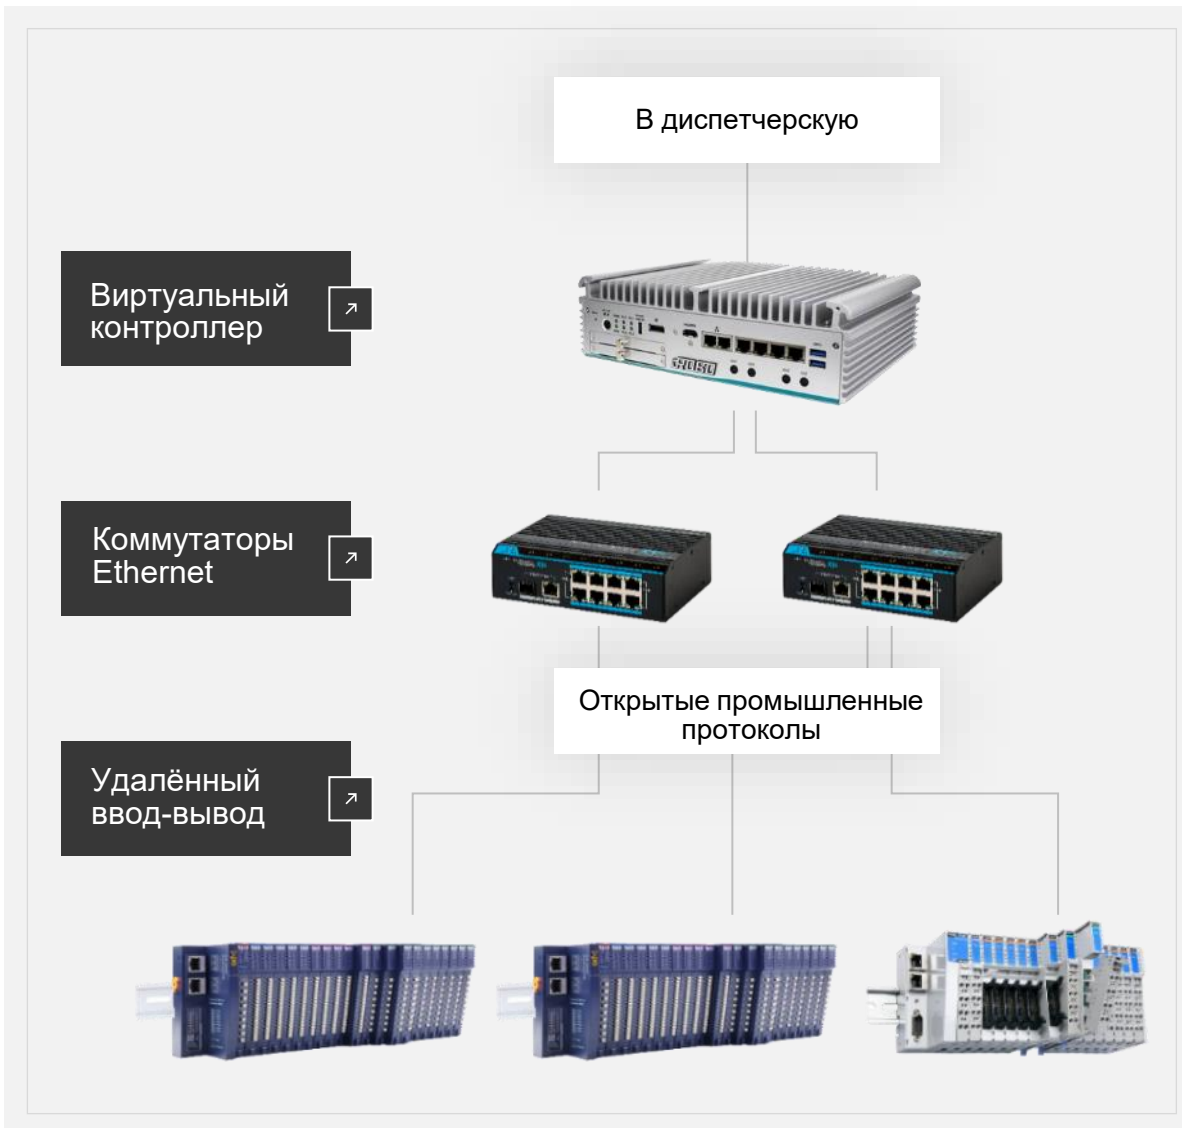 В диспетчерскую
Виртуальный
контроллер
Коммутаторы
Ethernet
Открытые промышленные
протоколы
Удалённый
ввод-вывод